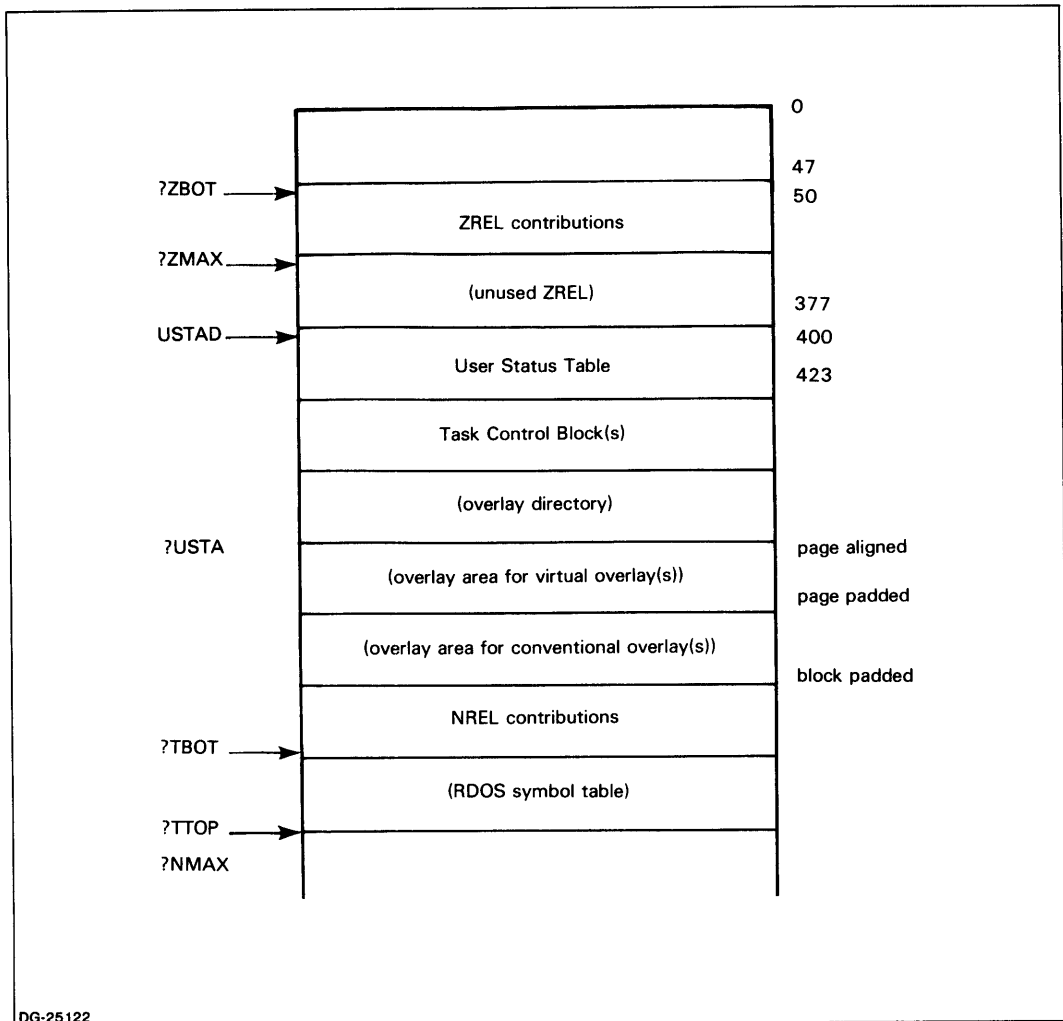 0
47
?ZBOT
50
ZREL contributions
?ZMAX
(unused ZREL)
377
USTAD
400
User Status Table
423
Task Control Block(s)
(overlay directory)
?USTA
page aligned
(overlay area for virtual overlay(s))
page padded
(overlay area for conventional overlay(s))
block padded
NREL contributions
?TBOT
(RDOS symbol table)
?TTOP
?NMAX
DG-25122